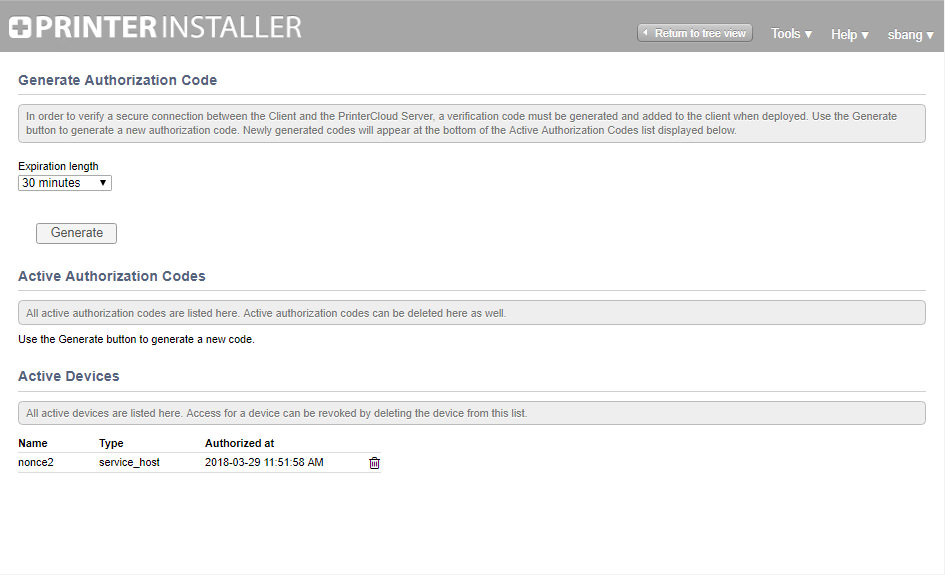 PRINTER INSTALLER
Return to tree view Tools ▼ Help ▼ sbang ▼
Generate Authorization Code
In order to verify a secure connection between the Client and the PrinterCloud Server, a verification code must be generated and added to the client when deployed. Use the Generate
button to generate a new authorization code. Newly generated codes will appear at the bottom of the Active Authorization Codes list displayed below.
Expiration length
30 minutes ▼
Generate
Active Authorization Codes
All active authorization codes are listed here. Active authorization codes can be deleted here as well.
Use the Generate button to generate a new code.
Active Devices
All active devices are listed here. Access for a device can be revoked by deleting the device from this list.
Name Type Authorized at
nonce2 service_host 2018-03-29 11:51:58 AM